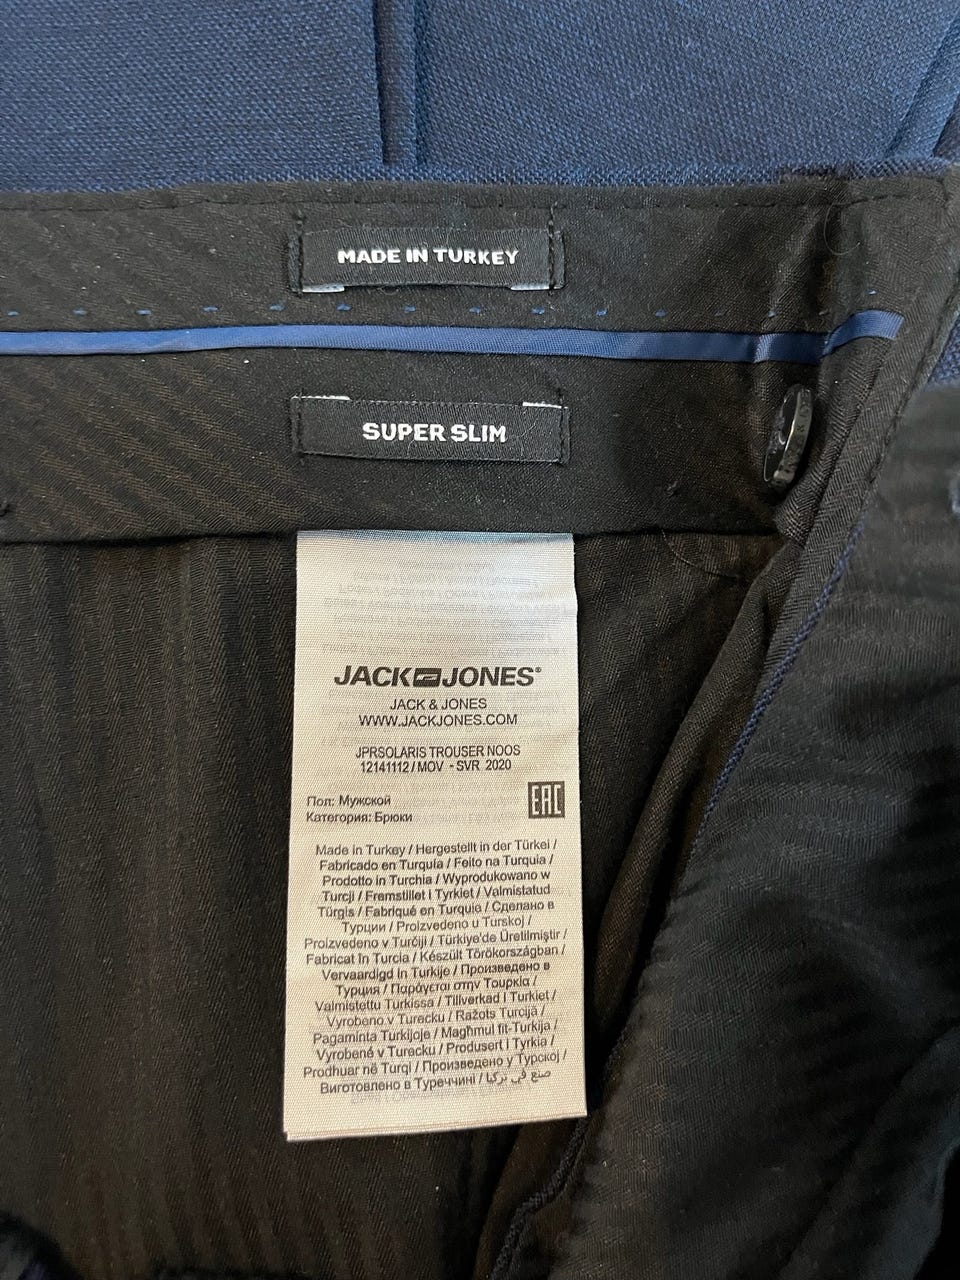 MADE IN TURKEY
SUPER SLIM
JACK JONES®
JACK & JONES
WWW.JACKJONES.COM
JPRSOLARIS TROUSER NOOS
12141112 / MOV - SVR 2020
Пол: Мужской
Категория: Брюки
EAC
Made in Turkey / Hergestellt in der Türkei /
Fabricado en Turquía / Feito na Turquia /
Prodotto in Turchia / Wyprodukowano w
Turcji / Fremstillet i Tyrkiet / Valmistatud
Türgis / Fabriqué en Turquie / Сделано в
Турции / Proizvedeno u Turskoj /
Proizvedeno v Turčiji / Türkiye'de Üretilmiştir /
Fabricat în Turcia / Készült Törökországban /
Vervaardigd in Turkije / Произведено в
Турция / Παράγεται στην Τουρκία /
Valmistettu Turkissa / Tillverkad i Turkiet /
Vyrobeno v Turecku / Ražots Turcijā /
Pagaminta Turkijoje / Magħmul fit-Turkija /
Vyrobené v Turecku / Produsert i Tyrkia /
Prodhuar në Turqi / Произведено у Турској /
Виготовлено в Туреччині / صنع في تركيا